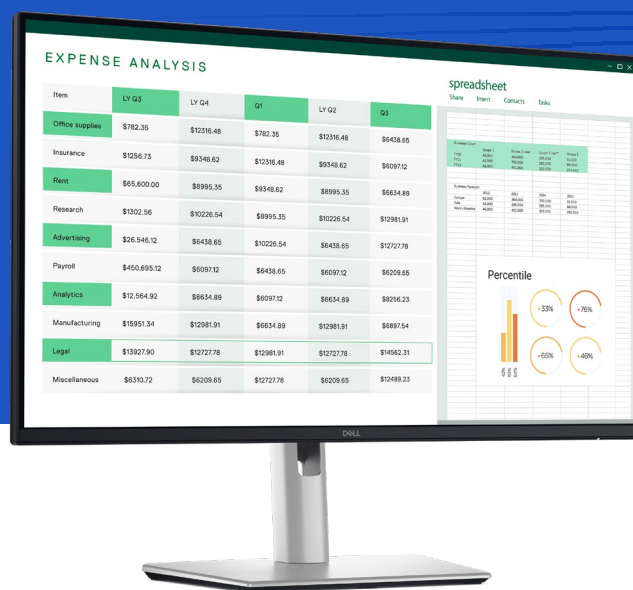 EXPENSE ANALYSIS
Item LY Q3 LY Q4 Q1 LY Q2 Q3
Office supplies $782.35 $12316.48 $782.35 $12316.48 $6438.65
Insurance $1256.73 $9348.62 $12316.48 $9348.62 $6097.12
Rent $65,600.00 $8995.35 $9348.62 $8995.35 $6634.89
Research $1302.56 $10226.54 $8995.35 $10226.54 $12981.91
Advertising $26.546.12 $6438.65 $10226.54 $6438.65 $12727.78
Payroll $450,695.12 $6097.12 $6438.65 $6097.12 $6209.65
Analytics $12,564.92 $6634.89 $6097.12 $6634.89 $8256.23
Manufacturing $15951.34 $12981.91 $6634.89 $12981.91 $6897.54
Legal $13927.90 $12727.78 $12981.91 $12727.78 $14562.31
Miscellaneous $6310.72 $6209.65 $12727.78 $6209.65 $12489.23
spreadsheet
Share Insert Contacts Tasks
Percentile
33% 76%
65% 46%
DELL